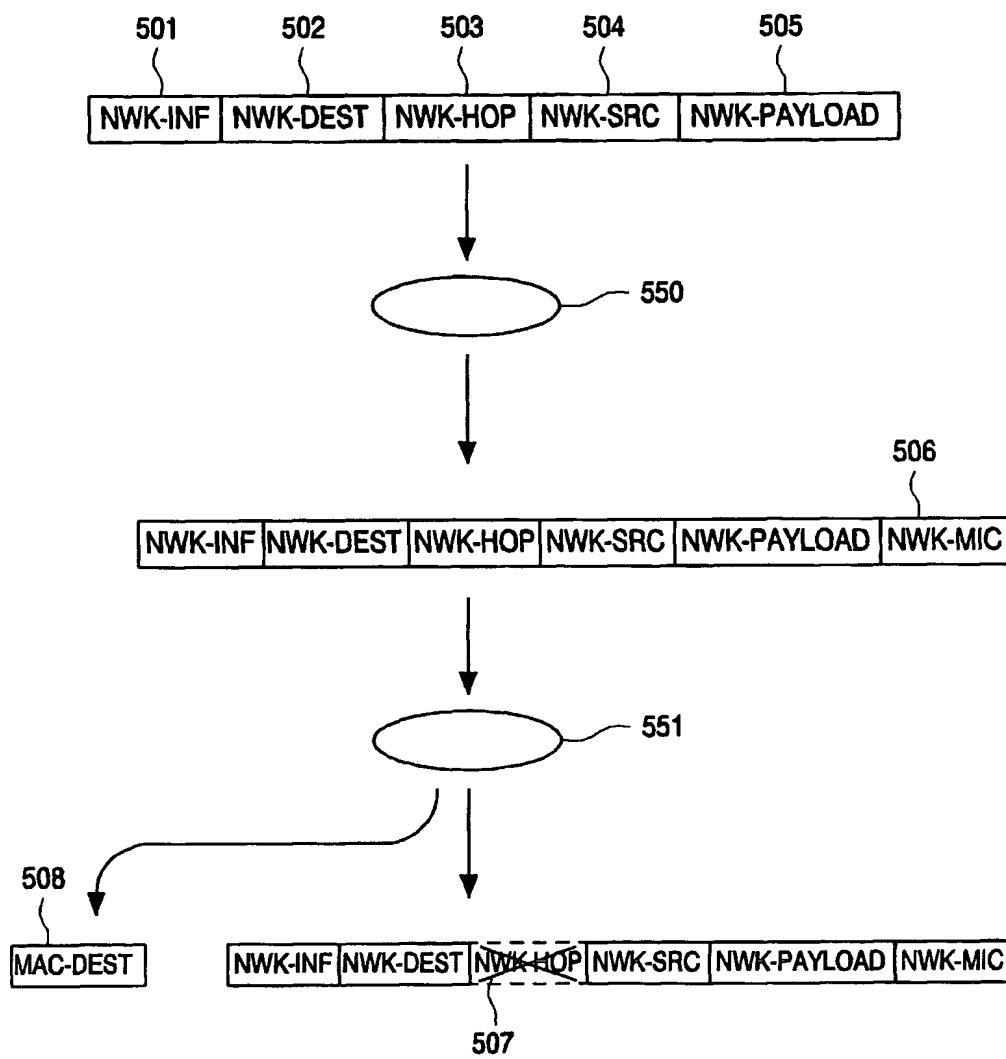 501 502 503 504 505
NWK-INF NWK-DEST NWK-HOP NWK-SRC NWK-PAYLOAD
550
506
NWK-INF NWK-DEST NWK-HOP NWK-SRC NWK-PAYLOAD NWK-MIC
551
508
MAC-DEST NWK-INF NWK-DEST NWK-HOP NWK-SRC NWK-PAYLOAD NWK-MIC
507